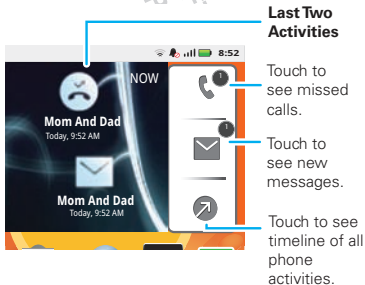 Last Two
Activities
8:52
NOW
1
Mom And Dad
Today, 9:52 AM
Touch to
see missed
calls.
1
Touch to
see new
messages.
Mom And Dad
Today, 9:52 AM
Touch to see
timeline of all
phone
activities.